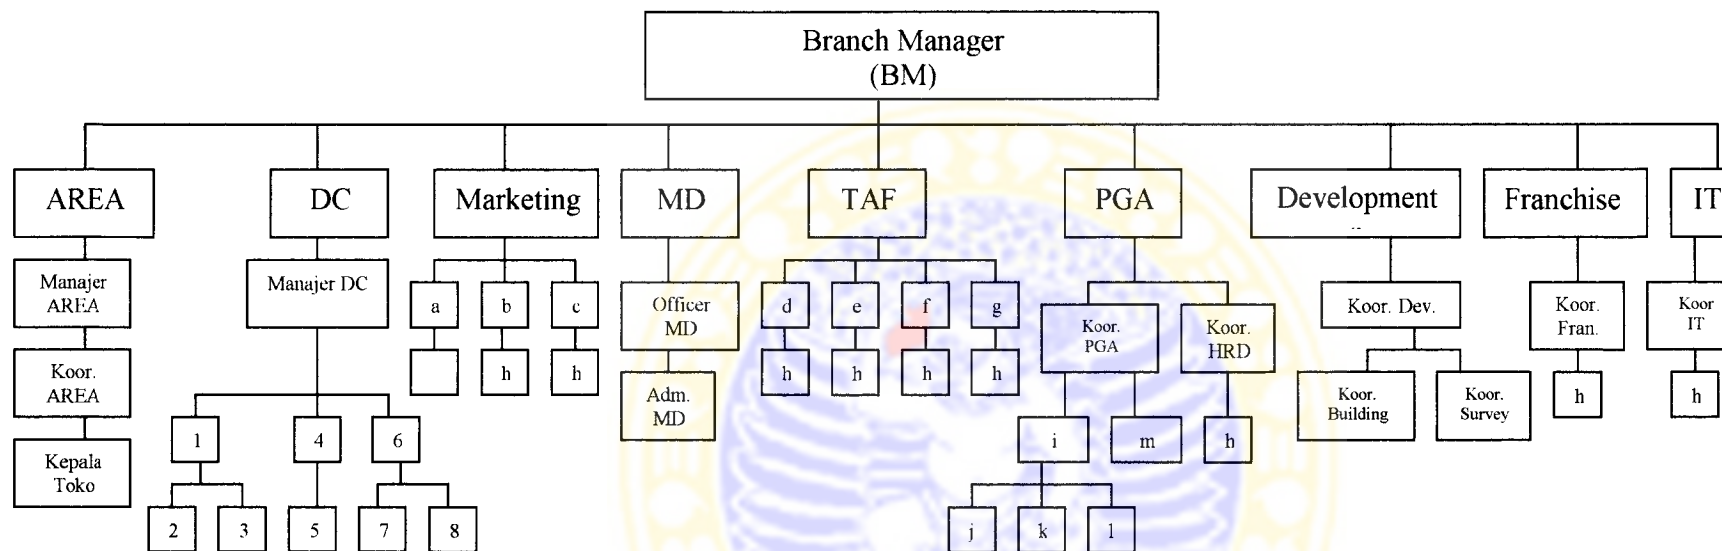 Branch Manager
(BM)
AREA
DC
Marketing
MD
TAF
PGA
Development
Franchise
IT
Manajer
AREA
Manajer DC
a
b
c
Officer
MD
d
e
f
g
Koor.
PGA
Koor.
HRD
Koor. Dev.
Koor.
Fran.
Koor
IT
Koor.
AREA
h
h
Adm.
MD
h
h
h
h
Koor.
Building
Koor.
Survey
h
h
Kepala
Toko
1
4
6
i
m
h
2
3
5
7
8
j
k
l